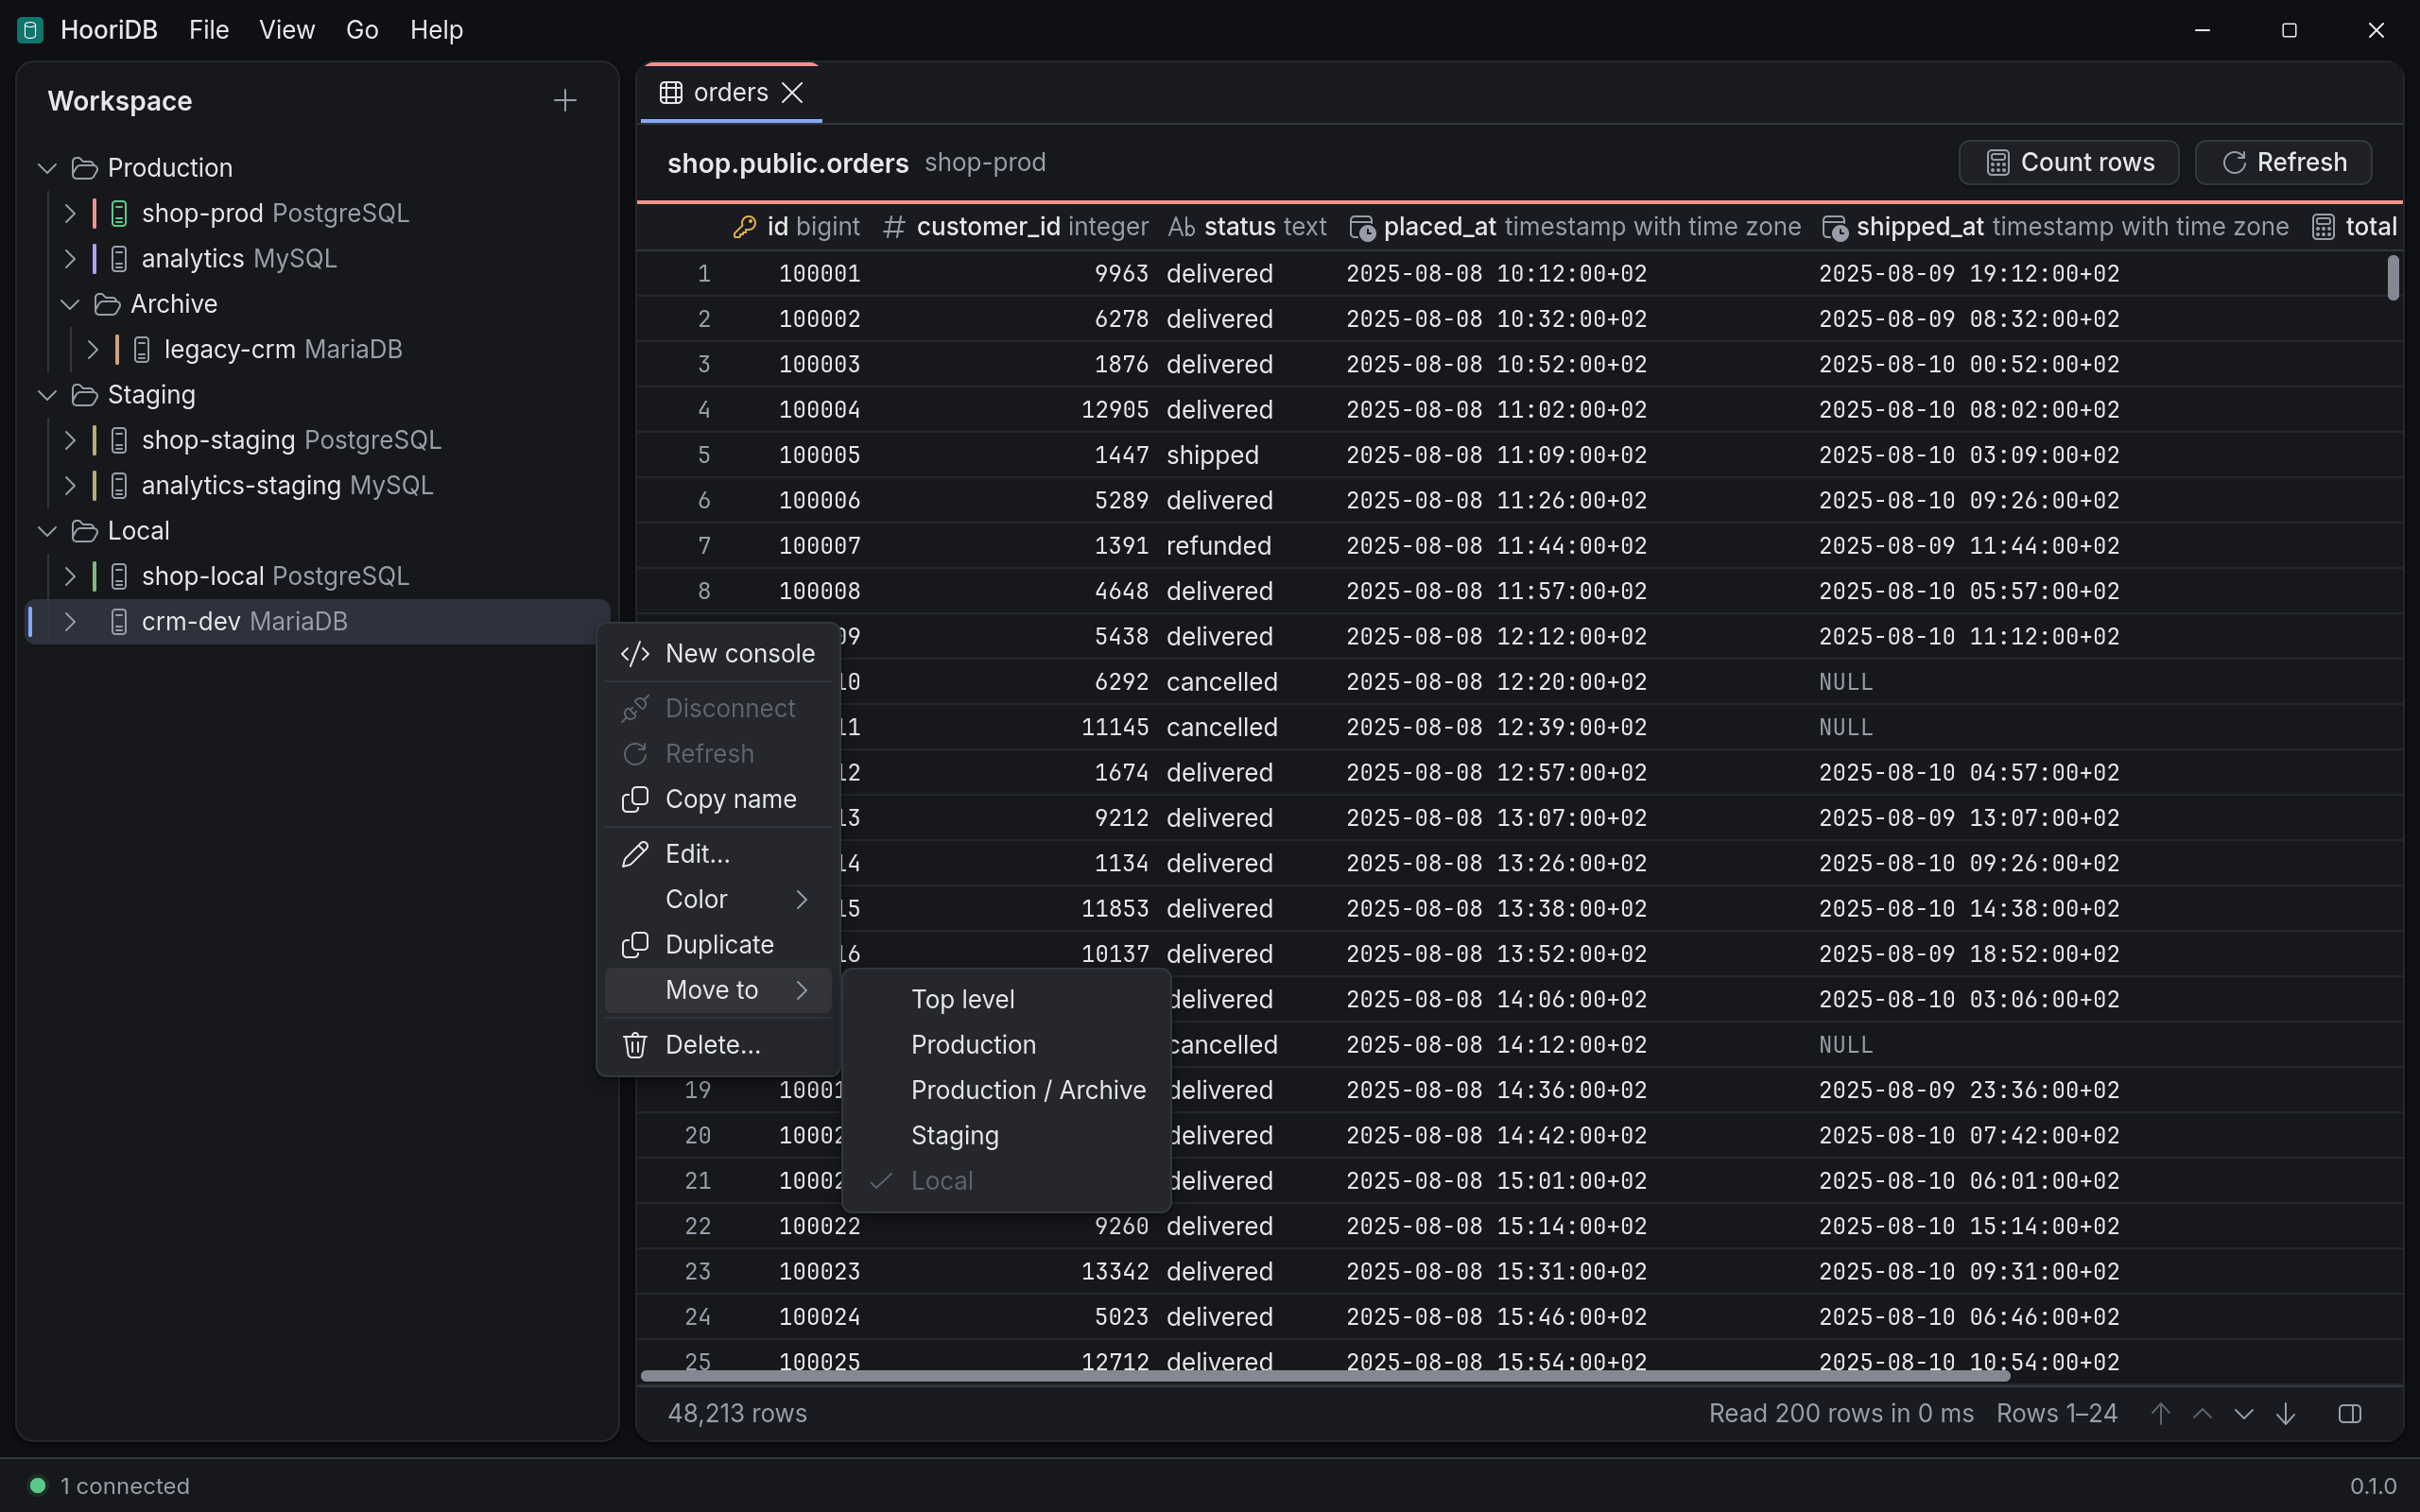 HooriDB File View Go Help
Workspace
Production
shop-prod PostgreSQL
analytics MySQL
Archive
legacy-crm MariaDB
Staging
shop-staging PostgreSQL
analytics-staging MySQL
Local
shop-local PostgreSQL
crm-dev MariaDB
orders
shop.public.orders shop-prod Count rows Refresh
id bigint customer_id integer Ab status text placed_at timestamp with time zone shipped_at timestamp with time zone total
1 100001 9963 delivered 2025-08-08 10:12:00+02 2025-08-09 19:12:00+02
2 100002 6278 delivered 2025-08-08 10:32:00+02 2025-08-09 08:32:00+02
3 100003 1876 delivered 2025-08-08 10:52:00+02 2025-08-10 00:52:00+02
4 100004 12905 delivered 2025-08-08 11:02:00+02 2025-08-10 08:02:00+02
5 100005 1447 shipped 2025-08-08 11:09:00+02 2025-08-10 03:09:00+02
6 100006 5289 delivered 2025-08-08 11:26:00+02 2025-08-10 09:26:00+02
7 100007 1391 refunded 2025-08-08 11:44:00+02 2025-08-09 11:44:00+02
8 100008 4648 delivered 2025-08-08 11:57:00+02 2025-08-10 05:57:00+02
09 5438 delivered 2025-08-08 12:12:00+02 2025-08-10 11:12:00+02
10 6292 cancelled 2025-08-08 12:20:00+02 NULL
11 11145 cancelled 2025-08-08 12:39:00+02 NULL
12 1674 delivered 2025-08-08 12:57:00+02 2025-08-10 04:57:00+02
13 9212 delivered 2025-08-08 13:07:00+02 2025-08-09 13:07:00+02
14 1134 delivered 2025-08-08 13:26:00+02 2025-08-10 09:26:00+02
15 11853 delivered 2025-08-08 13:38:00+02 2025-08-10 14:38:00+02
16 10137 delivered 2025-08-08 13:52:00+02 2025-08-09 18:52:00+02
delivered 2025-08-08 14:06:00+02 2025-08-10 03:06:00+02
cancelled 2025-08-08 14:12:00+02 NULL
19 10001 delivered 2025-08-08 14:36:00+02 2025-08-09 23:36:00+02
20 10002 delivered 2025-08-08 14:42:00+02 2025-08-10 07:42:00+02
21 10002 delivered 2025-08-08 15:01:00+02 2025-08-10 06:01:00+02
22 100022 9260 delivered 2025-08-08 15:14:00+02 2025-08-10 15:14:00+02
23 100023 13342 delivered 2025-08-08 15:31:00+02 2025-08-10 09:31:00+02
24 100024 5023 delivered 2025-08-08 15:46:00+02 2025-08-10 06:46:00+02
25 100025 12712 delivered 2025-08-08 15:54:00+02 2025-08-10 10:54:00+02
New console
Disconnect
Refresh
Copy name
Edit...
Color
Duplicate
Move to
Delete...
Top level
Production
Production / Archive
Staging
Local
48,213 rows Read 200 rows in 0 ms Rows 1–24
1 connected 0.1.0